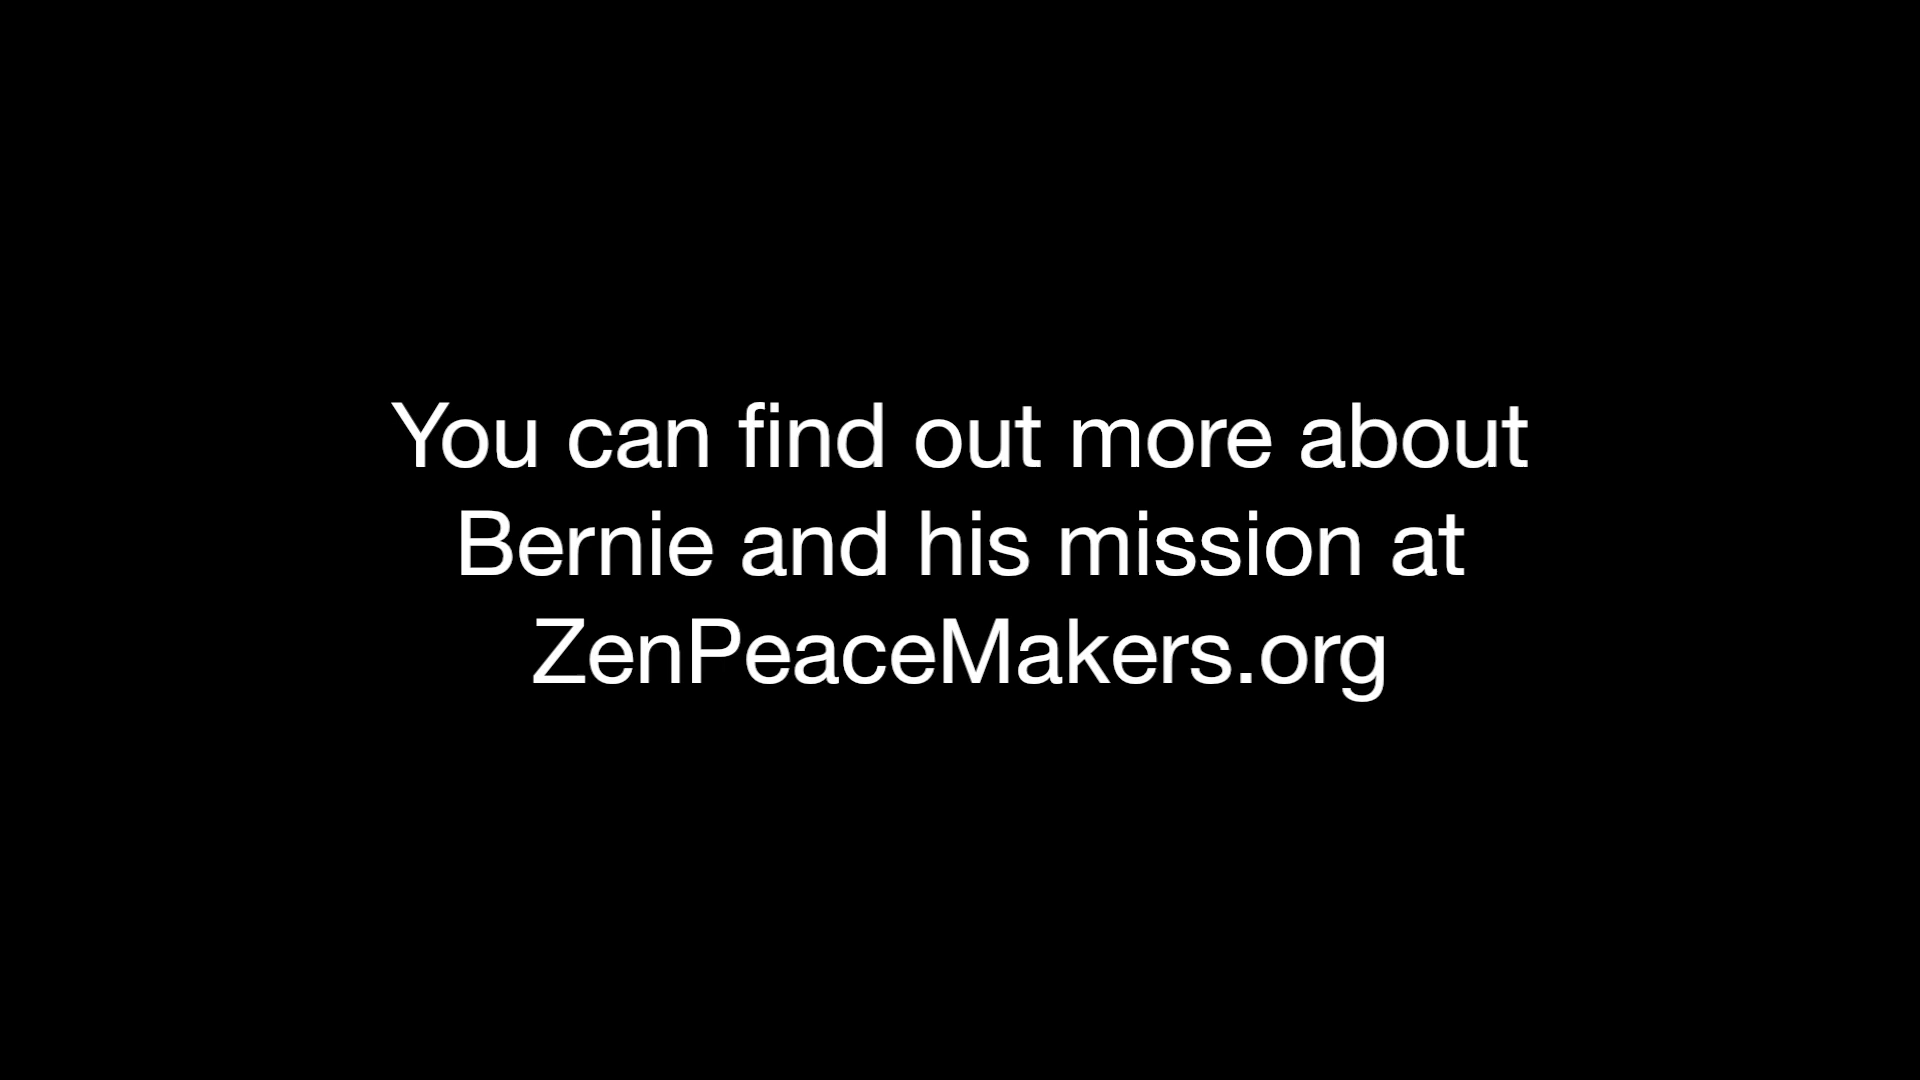 You can find out more about
Bernie and his mission at
ZenPeaceMakers.org